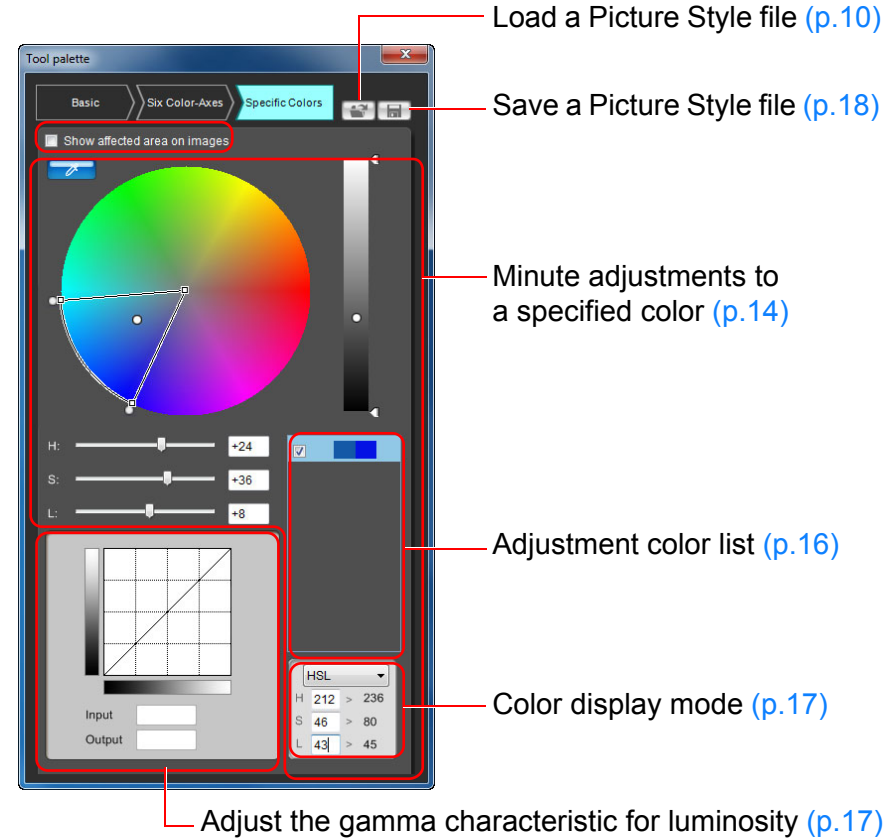 Load a Picture Style file (p.10)
Tool palette
Basic
Six Color-Axes
Specific Colors
Save a Picture Style file (p.18)
Show affected area on images
Minute adjustments to
a specified color (p.14)
H: +24
S: +36
L: +8
Adjustment color list (p.16)
HSL
H 212 > 236
S 46 > 80
L 43 > 45
Color display mode (p.17)
Input
Output
Adjust the gamma characteristic for luminosity (p.17)